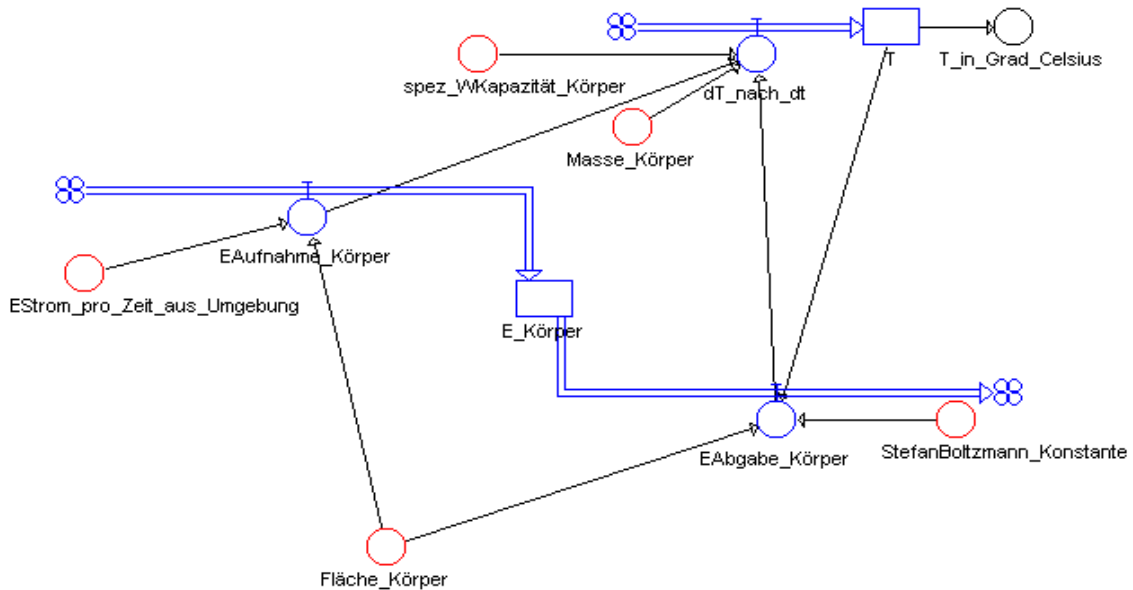 T
T_in_Grad_Celsius
spez_WKapazität_Körper
dT_nach_dt
Masse_Körper
EAufnahme_Körper
EStrom_pro_Zeit_aus_Umgebung
E_Körper
EAbgabe_Körper
StefanBoltzmann_Konstante
Fläche_Körper